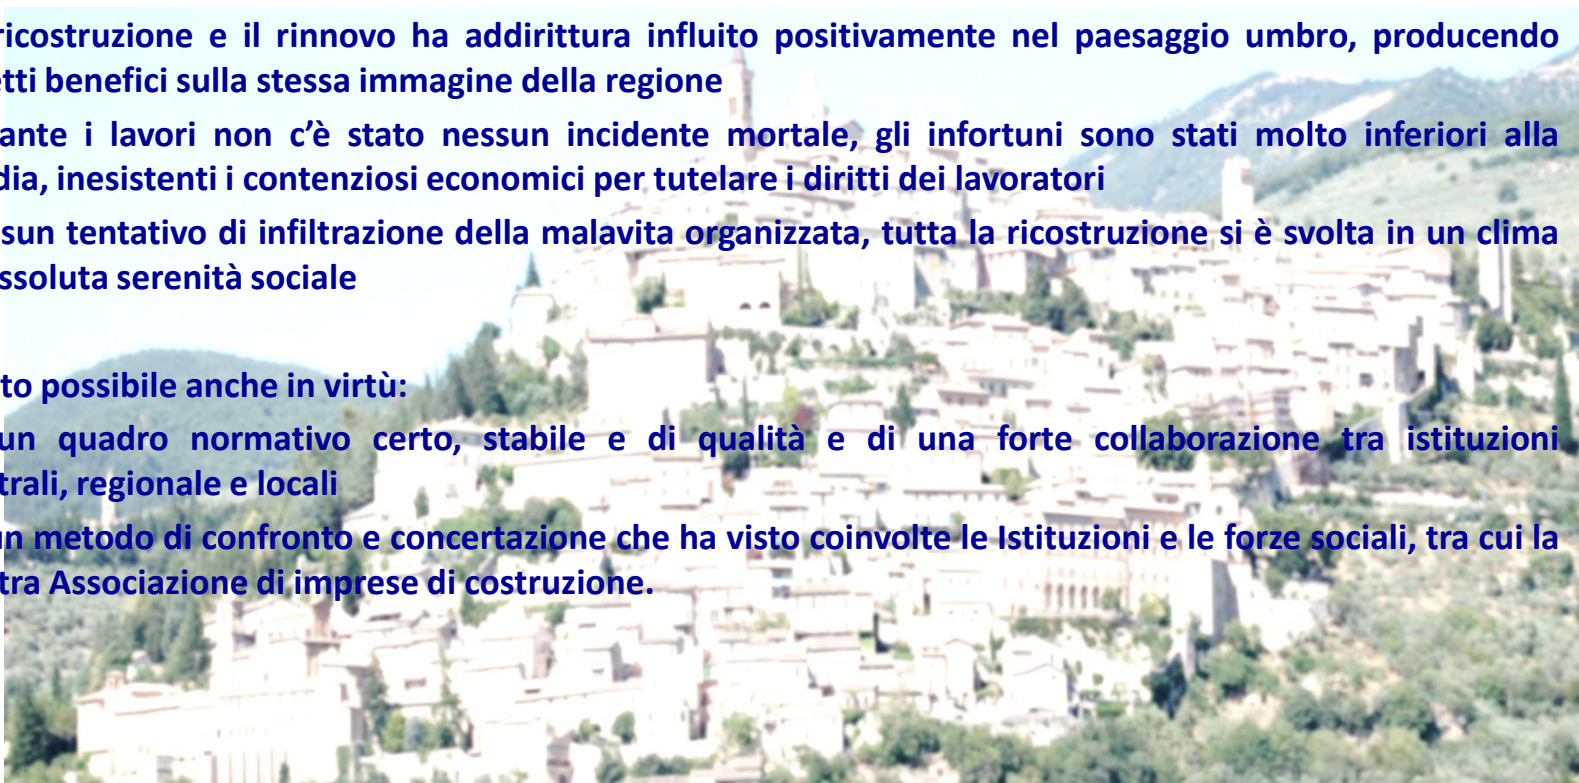 ricostruzione e il rinnovo ha addirittura influito positivamente nel paesaggio umbro, producendo
etti benefici sulla stessa immagine della regione
ante i lavori non c’è stato nessun incidente mortale, gli infortuni sono stati molto inferiori alla
dia, inesistenti i contenziosi economici per tutelare i diritti dei lavoratori
sun tentativo di infiltrazione della malavita organizzata, tutta la ricostruzione si è svolta in un clima
ssoluta serenità sociale
to possibile anche in virtù:
un quadro normativo certo, stabile e di qualità e di una forte collaborazione tra istituzioni
trali, regionale e locali
un metodo di confronto e concertazione che ha visto coinvolte le Istituzioni e le forze sociali, tra cui la
tra Associazione di imprese di costruzione.